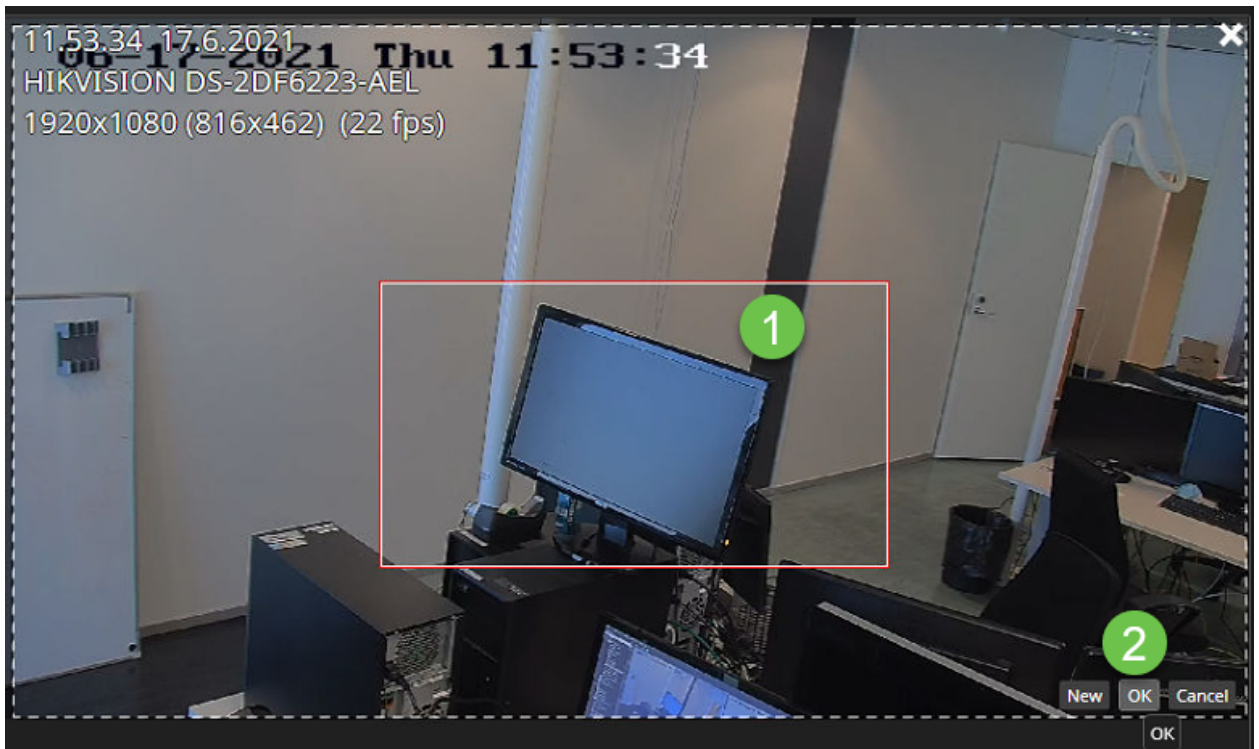 11.53.34 17.6.2021
06-17-2021 Thu 11:53:34
HIKVISION DS-2DF6223-AEL
1920x1080 (816x462) (22 fps)
1
2
New OK Cancel
OK